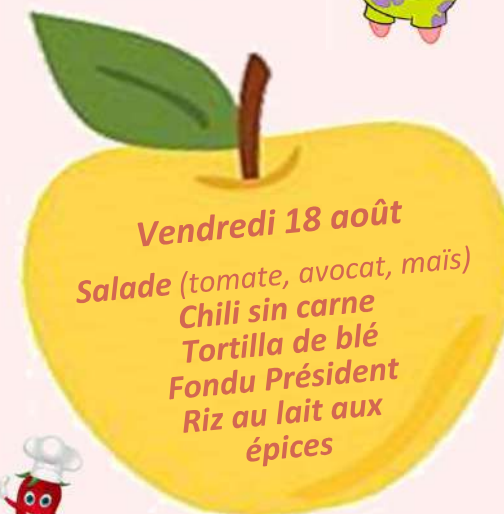 Vendredi 18 août
Salade (tomate, avocat, maïs)
Chili sin carne
Tortilla de blé
Fondu Président
Riz au lait aux
épices